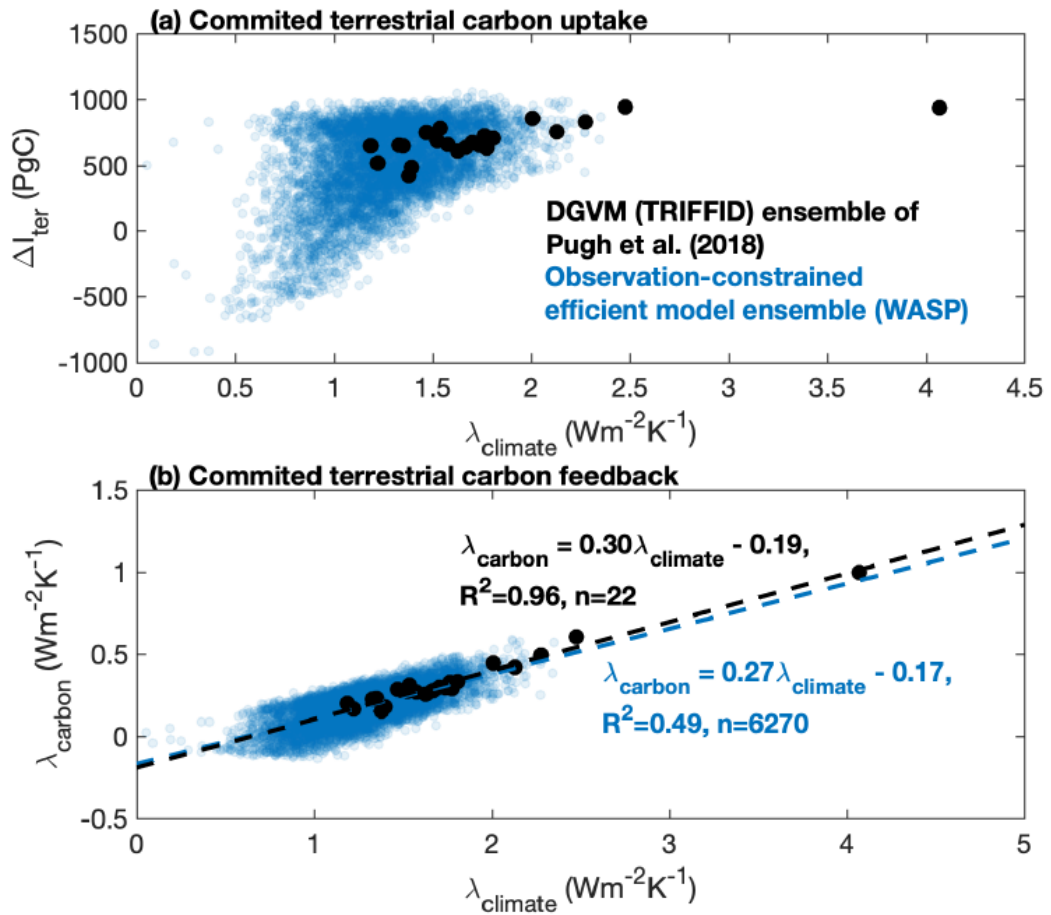 (a) Commited terrestrial carbon uptake
1500
1000
500
0
-500
-1000
ΔI_ter (PgC)
DGVM (TRIFFID) ensemble of
Pugh et al. (2018)
Observation-constrained
efficient model ensemble (WASP)
0 0.5 1 1.5 2 2.5 3 3.5 4 4.5
λ_climate (Wm⁻²K⁻¹)
(b) Commited terrestrial carbon feedback
1.5
1
0.5
0
-0.5
λ_carbon (Wm⁻²K⁻¹)
λ_carbon = 0.30λ_climate - 0.19,
R²=0.96, n=22
λ_carbon = 0.27λ_climate - 0.17,
R²=0.49, n=6270
0 1 2 3 4 5
λ_climate (Wm⁻²K⁻¹)